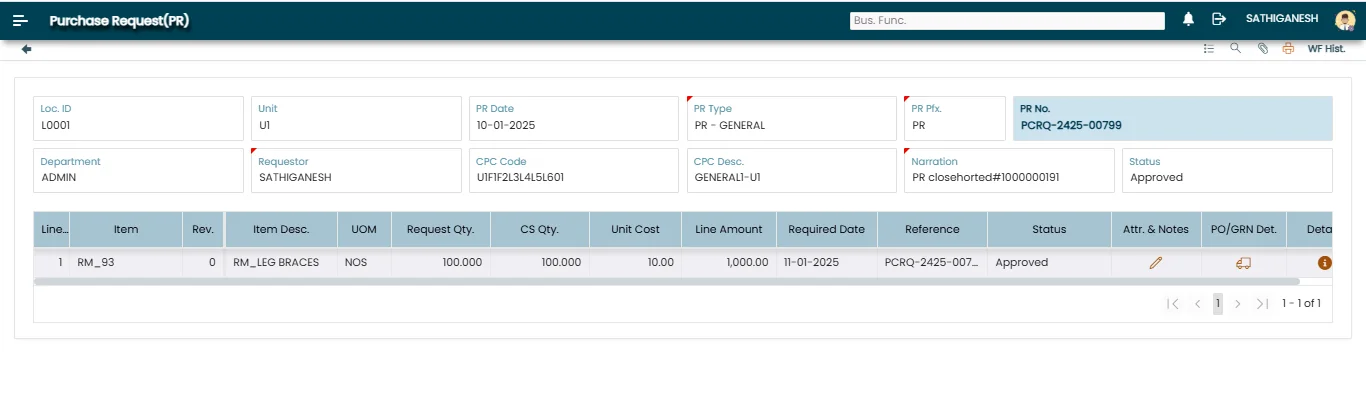 Purchase Request(PR) Bus. Func. SATHIGANESH
WF Hist.
Loc. ID Unit PR Date PR Type PR Pfx. PR No.
L0001 U1 10-01-2025 PR - GENERAL PR PCRQ-2425-00799
Department Requestor CPC Code CPC Desc. Narration Status
ADMIN SATHIGANESH U1F1F2L3L4L5L601 GENERAL1-U1 PR closehorted#1000000191 Approved
Line... Item Rev. Item Desc. UOM Request Qty. CS Qty. Unit Cost Line Amount Required Date Reference Status Attr. & Notes PO/GRN Det. Deta
1 RM_93 0 RM_LEG BRACES NOS 100.000 100.000 10.00 1,000.00 11-01-2025 PCRQ-2425-007... Approved
1 1 - 1 of 1